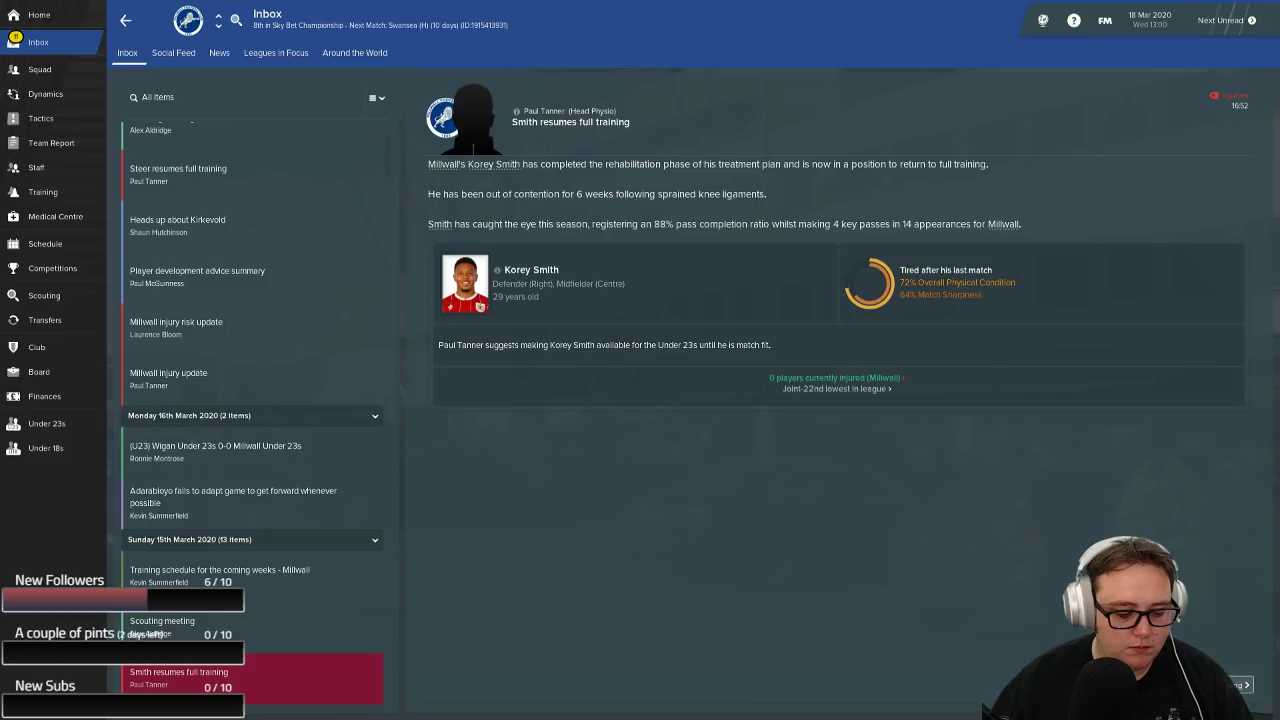 Home
Inbox
11
Squad
Dynamics
Tactics
Team Report
Staff
Training
Medical Centre
Schedule
Competitions
Scouting
Transfers
Club
Board
Finances
Under 23s
Under 18s
Inbox
8th in Sky Bet Championship - Next Match: Swansea (H) (10 days) (ID:1915413931)
FM
18 Mar 2020
Wed 13:00
Next Unread
Inbox
Social Feed
News
Leagues in Focus
Around the World
All Items
Alex Aldridge
Steer resumes full training
Paul Tanner
Heads up about Kirkevold
Shaun Hutchinson
Player development advice summary
Paul McGuinness
Millwall injury risk update
Laurence Bloom
Millwall injury update
Paul Tanner
Monday 16th March 2020 (2 items)
(U23) Wigan Under 23s 0-0 Millwall Under 23s
Ronnie Montrose
Adarabioyo fails to adapt game to get forward whenever
possible
Kevin Summerfield
Sunday 15th March 2020 (13 items)
Training schedule for the coming weeks - Millwall
Kevin Summerfield
Scouting meeting
Smith resumes full training
Paul Tanner
New Followers
6 / 10
A couple of pints (2 days left)
0 / 10
New Subs
0 / 10
Paul Tanner (Head Physio)
Smith resumes full training
Injuries
16:52
Millwall's Korey Smith has completed the rehabilitation phase of his treatment plan and is now in a position to return to full training.
He has been out of contention for 6 weeks following sprained knee ligaments.
Smith has caught the eye this season, registering an 88% pass completion ratio whilst making 4 key passes in 14 appearances for Millwall.
Korey Smith
Defender (Right), Midfielder (Centre)
29 years old
Tired after his last match
72% Overall Physical Condition
64% Match Sharpness
Paul Tanner suggests making Korey Smith available for the Under 23s until he is match fit.
0 players currently injured (Millwall)
Joint-22nd lowest in league